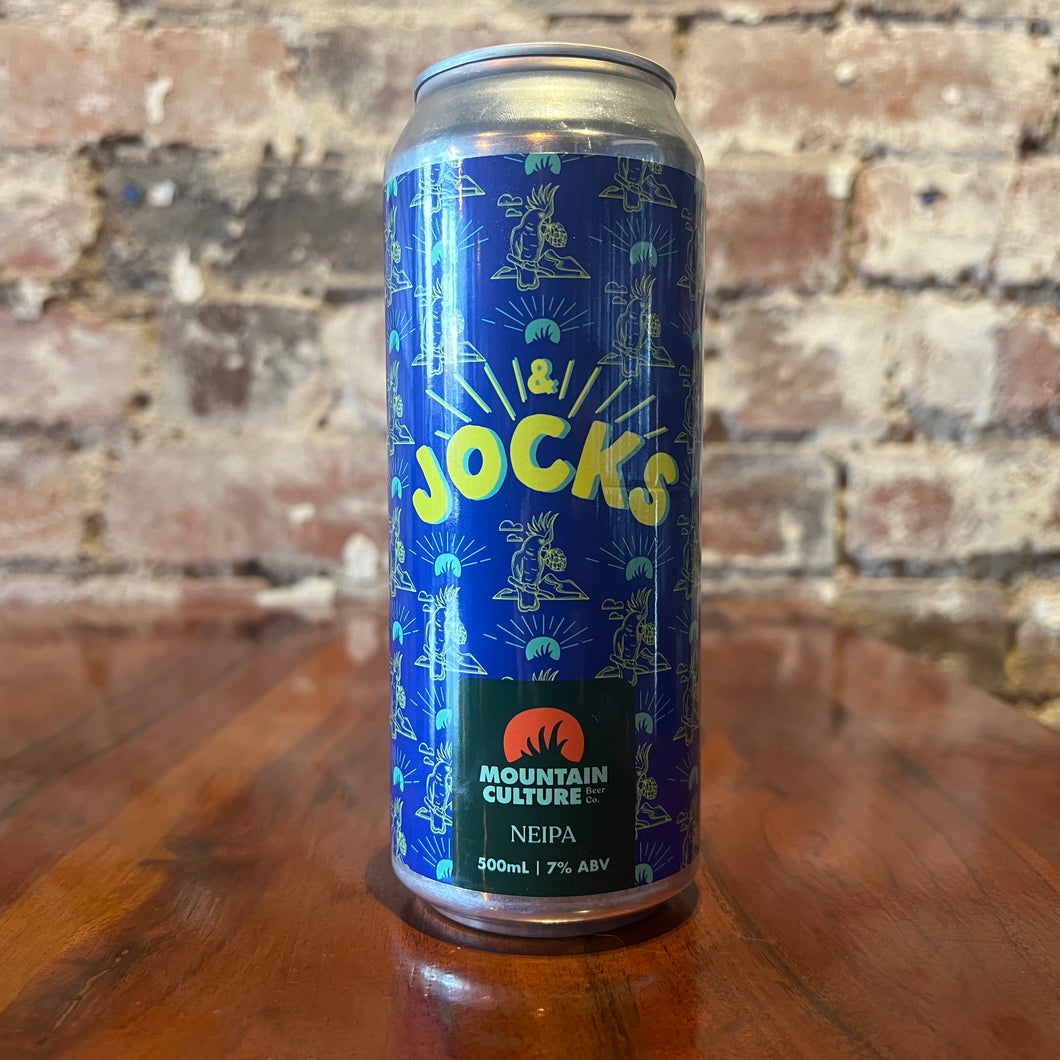 &
JOCKS
MOUNTAIN
CULTURE Beer Co.
NEIPA
500mL | 7% ABV